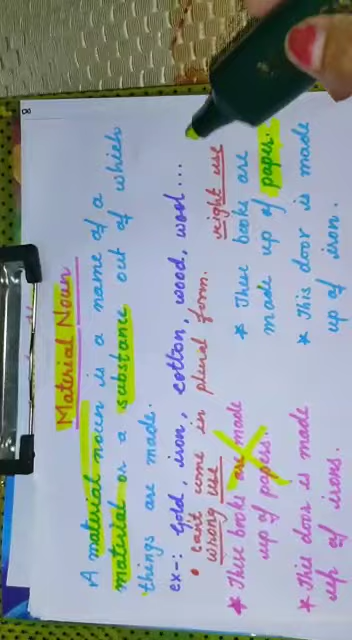 Material Noun
A material noun is a name of a
material or a substance out of which
things are made.
ex-: Gold, iron, cotton, wood, wool...
• can't come in plural form.
wrong use
* These books are made
up of papers.
* This door is made
up of irons.
right use
* These books are
made up of paper.
* This door is made
up of iron.